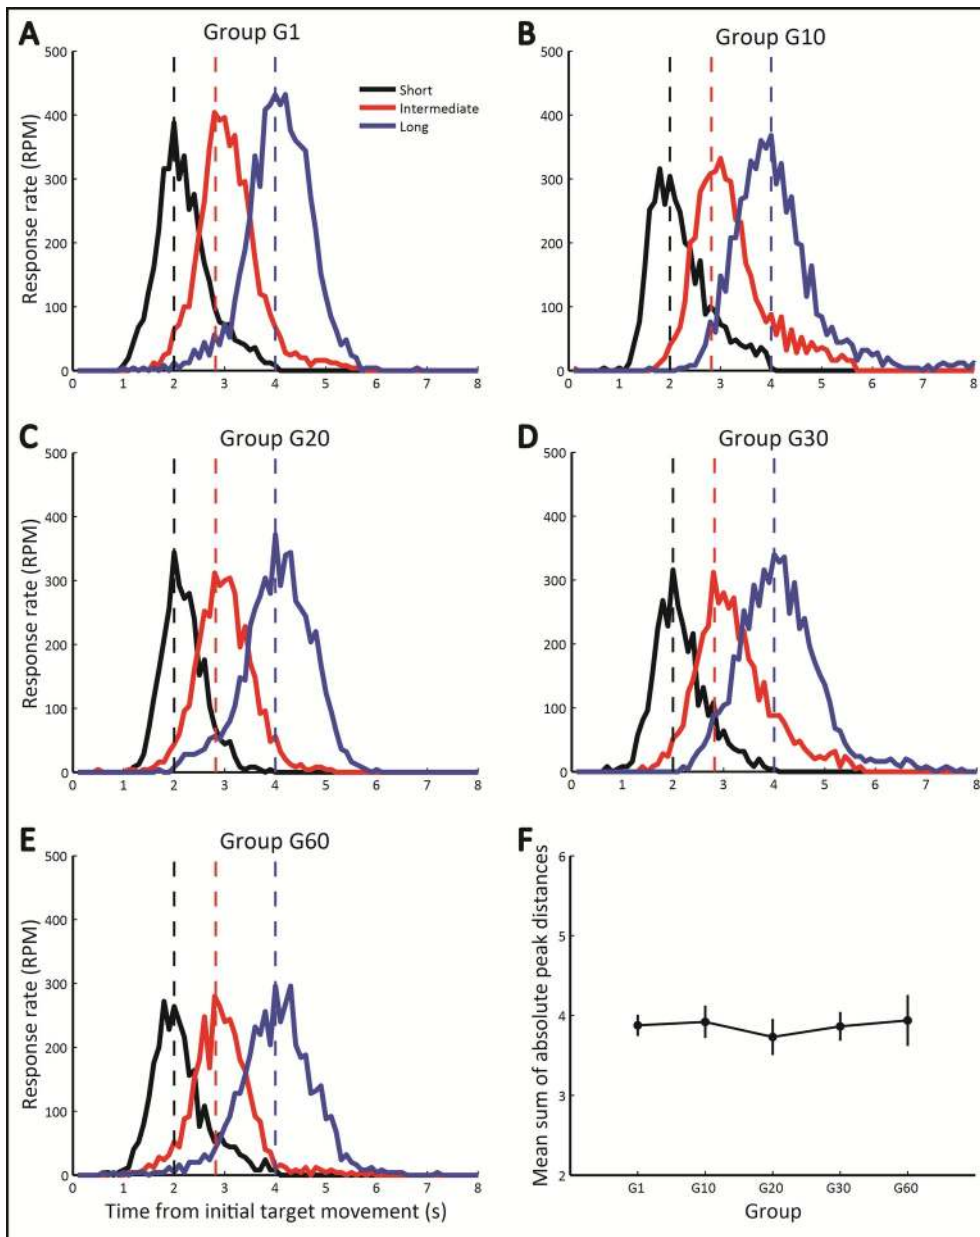 A
Group G1
500
400
300
200
100
0
Response rate (RPM)
0 1 2 3 4 5 6 7 8
Short
Intermediate
Long
B
Group G10
500
400
300
200
100
0
0 1 2 3 4 5 6 7 8
C
Group G20
500
400
300
200
100
0
Response rate (RPM)
0 1 2 3 4 5 6 7 8
D
Group G30
500
400
300
200
100
0
0 1 2 3 4 5 6 7 8
E
Group G60
500
400
300
200
100
0
Response rate (RPM)
0 1 2 3 4 5 6 7 8
Time from initial target movement (s)
F
6
5
4
3
2
Mean sum of absolute peak distances
G1 G10 G20 G30 G60
Group